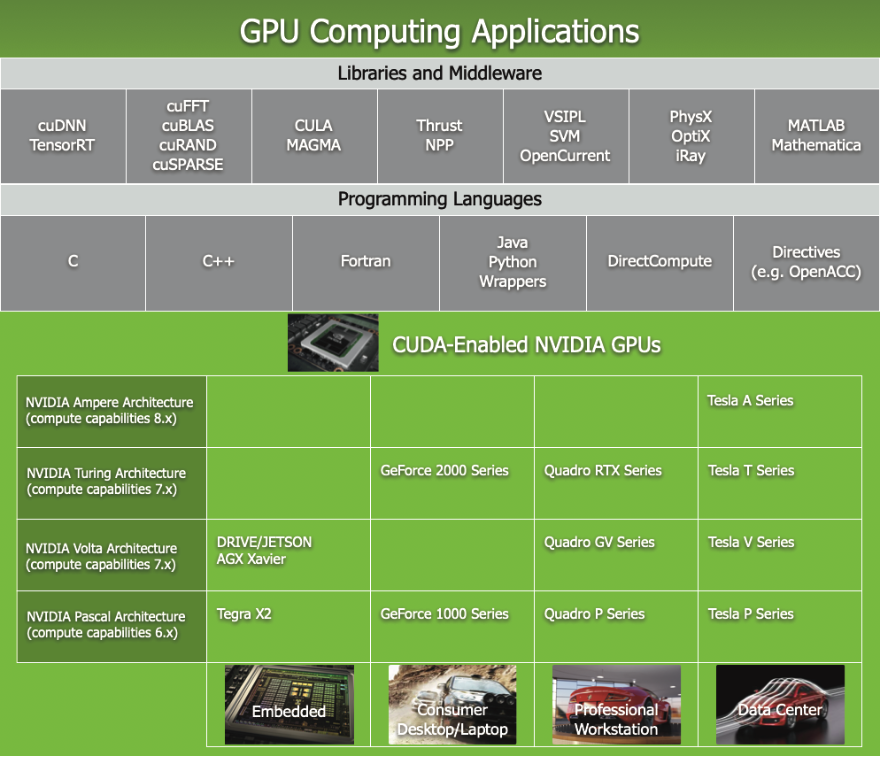 GPU Computing Applications
Libraries and Middleware
cuDNN
TensorRT
cuFFT
cuBLAS
cuRAND
cuSPARSE
CULA
MAGMA
Thrust
NPP
VSIPL
SVM
OpenCurrent
PhysX
OptiX
iRay
MATLAB
Mathematica
Programming Languages
C
C++
Fortran
Java
Python
Wrappers
DirectCompute
Directives
(e.g. OpenACC)
CUDA-Enabled NVIDIA GPUs
NVIDIA Ampere Architecture
(compute capabilities 8.x)
Tesla A Series
NVIDIA Turing Architecture
(compute capabilities 7.x)
GeForce 2000 Series
Quadro RTX Series
Tesla T Series
NVIDIA Volta Architecture
(compute capabilities 7.x)
DRIVE/JETSON
AGX Xavier
Quadro GV Series
Tesla V Series
NVIDIA Pascal Architecture
(compute capabilities 6.x)
Tegra X2
GeForce 1000 Series
Quadro P Series
Tesla P Series
Embedded
Consumer
Desktop/Laptop
Professional
Workstation
Data Center